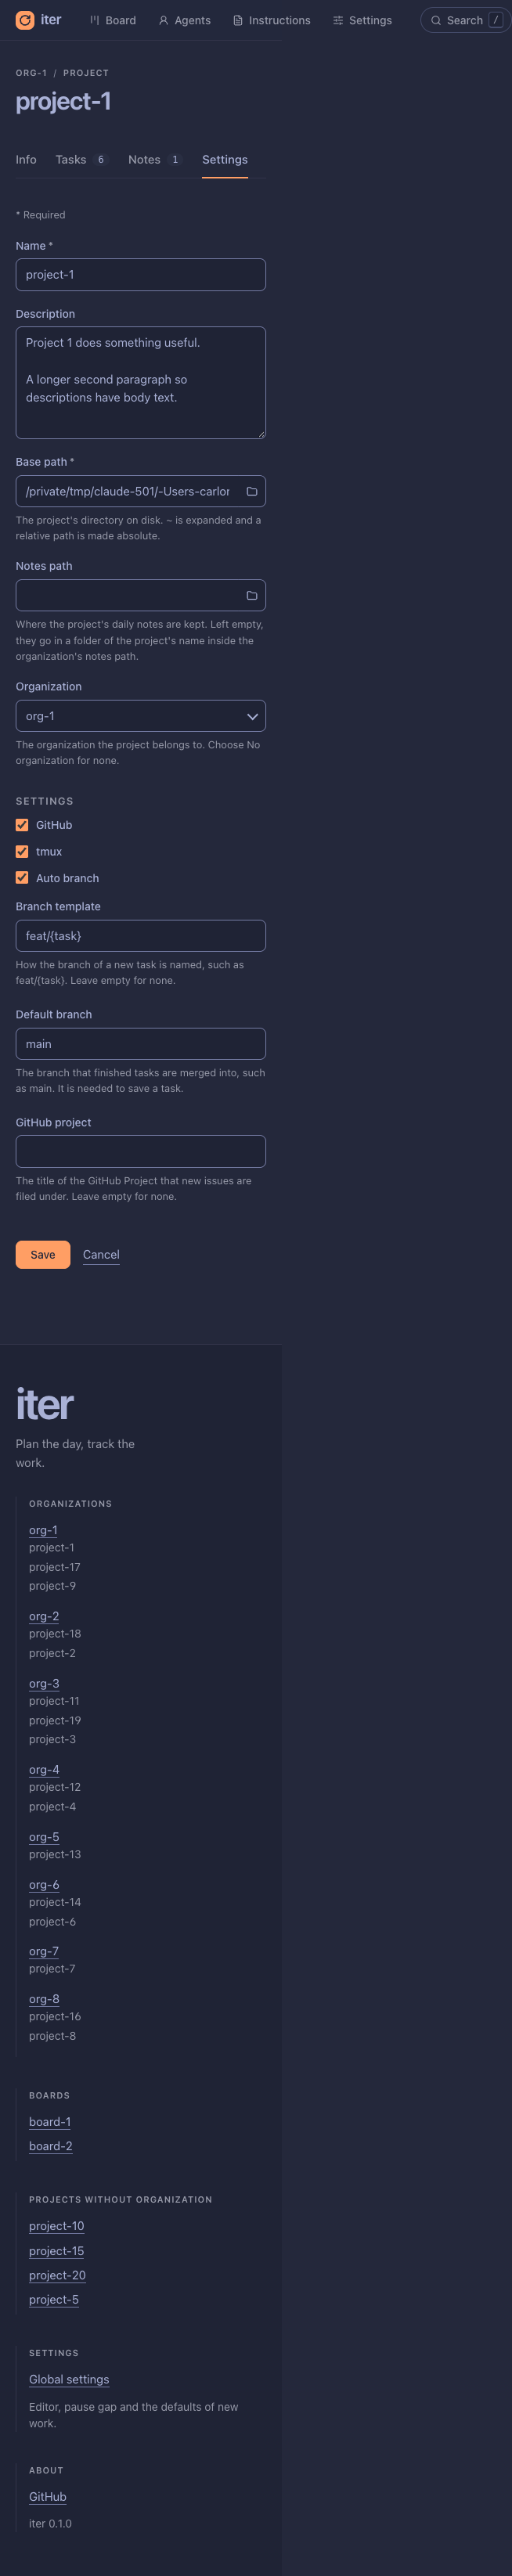 iter Board Agents Instructions Settings Search /
ORG-1 / PROJECT
project-1
Info Tasks 6 Notes 1 Settings
* Required
Name *
project-1
Description
Project 1 does something useful.
A longer second paragraph so
descriptions have body text.
Base path *
/private/tmp/claude-501/-Users-carlor
The project's directory on disk. ~ is expanded and a
relative path is made absolute.
Notes path
Where the project's daily notes are kept. Left empty,
they go in a folder of the project's name inside the
organization's notes path.
Organization
org-1
The organization the project belongs to. Choose No
organization for none.
SETTINGS
GitHub
tmux
Auto branch
Branch template
feat/{task}
How the branch of a new task is named, such as
feat/{task}. Leave empty for none.
Default branch
main
The branch that finished tasks are merged into, such
as main. It is needed to save a task.
GitHub project
The title of the GitHub Project that new issues are
filed under. Leave empty for none.
Save Cancel
iter
Plan the day, track the
work.
ORGANIZATIONS
org-1
project-1
project-17
project-9
org-2
project-18
project-2
org-3
project-11
project-19
project-3
org-4
project-12
project-4
org-5
project-13
org-6
project-14
project-6
org-7
project-7
org-8
project-16
project-8
BOARDS
board-1
board-2
PROJECTS WITHOUT ORGANIZATION
project-10
project-15
project-20
project-5
SETTINGS
Global settings
Editor, pause gap and the defaults of new
work.
ABOUT
GitHub
iter 0.1.0